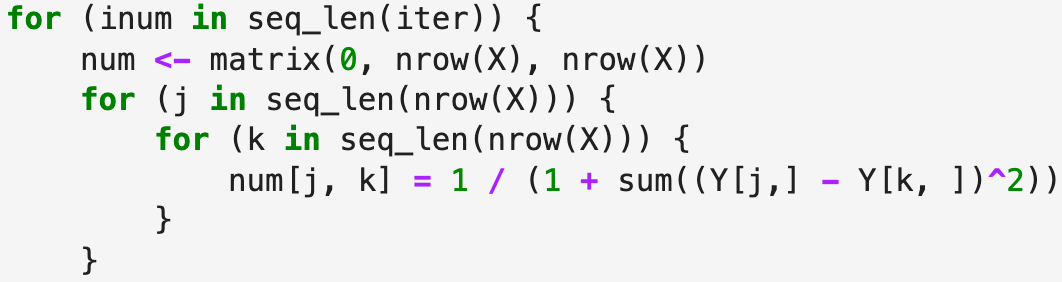 for (inum in seq_len(iter)) {
    num <- matrix(0, nrow(X), nrow(X))
    for (j in seq_len(nrow(X))) {
        for (k in seq_len(nrow(X))) {
            num[j, k] = 1 / (1 + sum((Y[j,] - Y[k, ])^2))
        }
    }